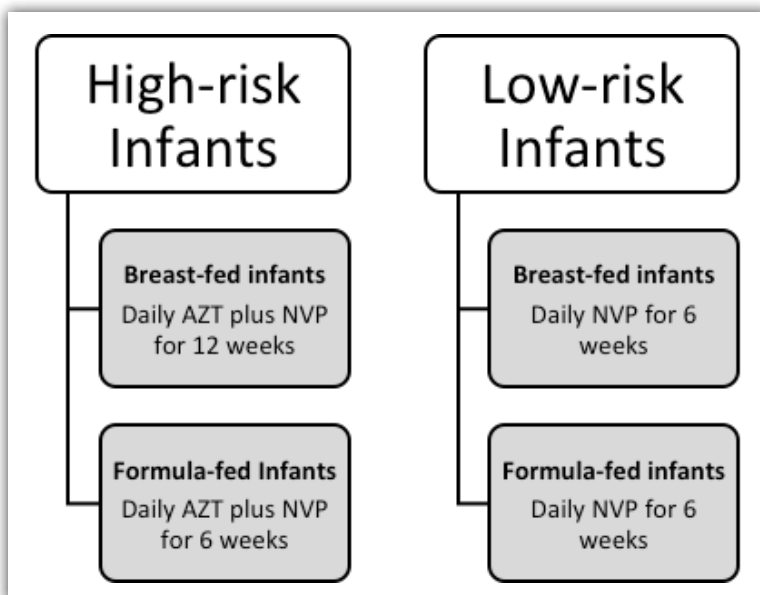 High-risk
Infants
Breast-fed infants
Daily AZT plus NVP
for 12 weeks
Formula-fed Infants
Daily AZT plus NVP
for 6 weeks
Low-risk
Infants
Breast-fed infants
Daily NVP for 6
weeks
Formula-fed infants
Daily NVP for 6
weeks